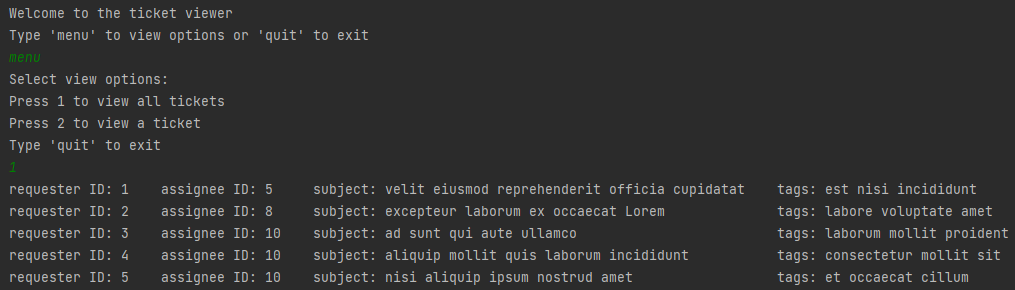 Welcome to the ticket viewer
Type 'menu' to view options or 'quit' to exit
menu
Select view options:
Press 1 to view all tickets
Press 2 to view a ticket
Type 'quit' to exit
1
requester ID: 1    assignee ID: 5     subject: velit eiusmod reprehenderit officia cupidatat    tags: est nisi incididunt
requester ID: 2    assignee ID: 8     subject: excepteur laborum ex occaecat Lorem              tags: labore voluptate amet
requester ID: 3    assignee ID: 10    subject: ad sunt qui aute ullamco                         tags: laborum mollit proident
requester ID: 4    assignee ID: 10    subject: aliquip mollit quis laborum incididunt           tags: consectetur mollit sit
requester ID: 5    assignee ID: 10    subject: nisi aliquip ipsum nostrud amet                  tags: et occaecat cillum